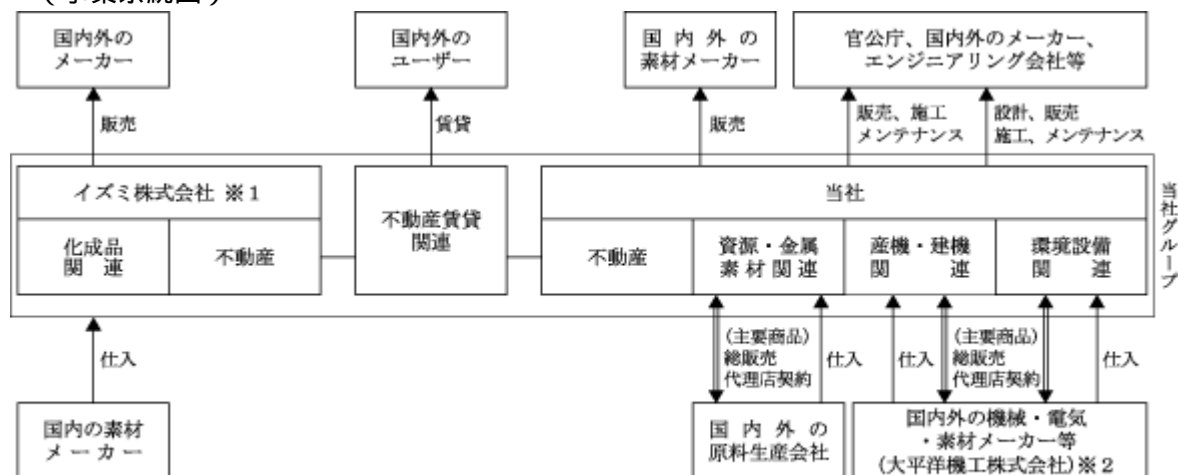 (事業系統図)
国内外の
メーカー
国内外の
ユーザー
国内外の
素材メーカー
官公庁、国内外のメーカー、
エンジニアリング会社等
販売
賃貸
販売
販売、施工
メンテナンス
設計、販売
施工、メンテナンス
イズミ株式会社 ※1
化成品
関連
不動産
不動産賃貸
関連
当社
不動産
資源・金属
素材関連
産機・建機
関連
環境設備
関連
当社グループ
仕入
(主要商品)
総販売
代理店契約
仕入
仕入
(主要商品)
総販売
代理店契約
仕入
国内の素材
メーカー
国内外の
原料生産会社
国内外の機械・電気
・素材メーカー等
(大平洋機工株式会社)※2